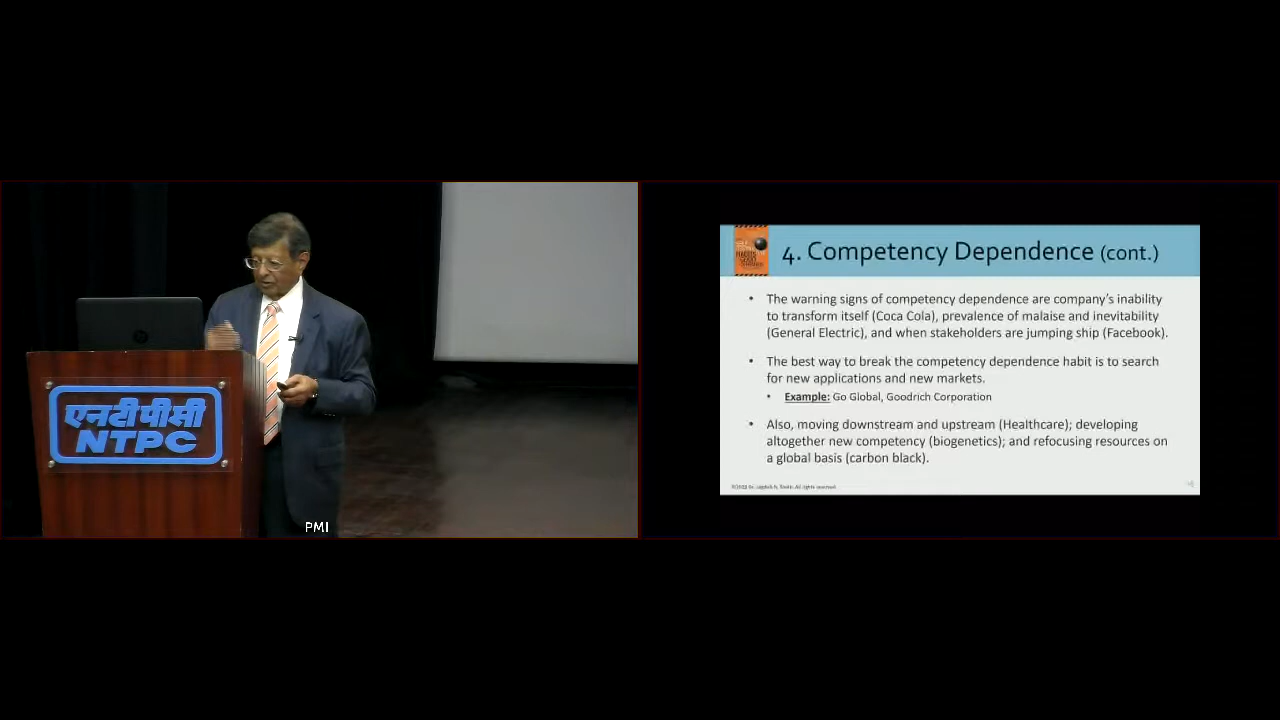 एनटीपीसी
NTPC
PMI
4. Competency Dependence (cont.)
• The warning signs of competency dependence are company's inability
to transform itself (Coca Cola), prevalence of malaise and inevitability
(General Electric), and when stakeholders are jumping ship (Facebook).
• The best way to break the competency dependence habit is to search
for new applications and new markets.
• Example: Go Global, Goodrich Corporation
• Also, moving downstream and upstream (Healthcare); developing
altogether new competency (biogenetics); and refocusing resources on
a global basis (carbon black).
All rights reserved.